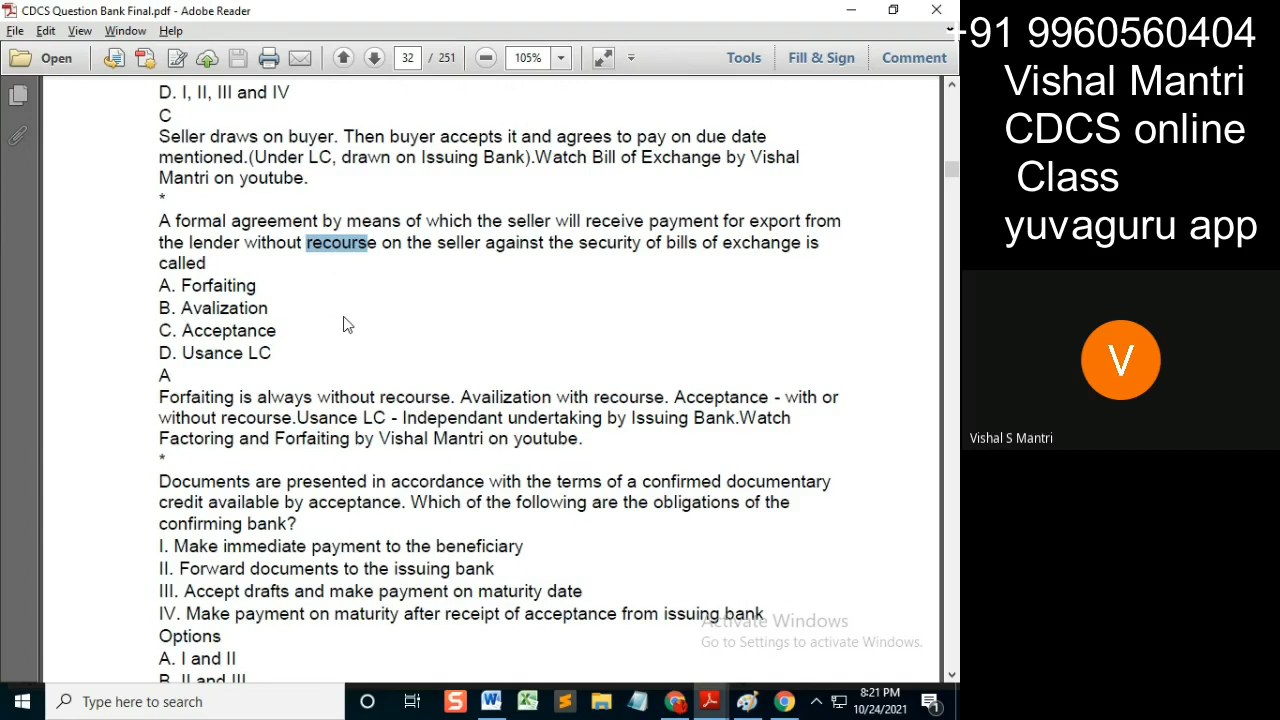 CDCS Question Bank Final.pdf - Adobe Reader
File Edit View Window Help
Open 32 / 251 105% Tools Fill & Sign Comment
D. I, II, III and IV
C
Seller draws on buyer. Then buyer accepts it and agrees to pay on due date
mentioned.(Under LC, drawn on Issuing Bank).Watch Bill of Exchange by Vishal
Mantri on youtube.
*
A formal agreement by means of which the seller will receive payment for export from
the lender without recourse on the seller against the security of bills of exchange is
called
A. Forfaiting
B. Avalization
C. Acceptance
D. Usance LC
A
Forfaiting is always without recourse. Availization with recourse. Acceptance - with or
without recourse.Usance LC - Independant undertaking by Issuing Bank.Watch
Factoring and Forfaiting by Vishal Mantri on youtube.
*
Documents are presented in accordance with the terms of a confirmed documentary
credit available by acceptance. Which of the following are the obligations of the
confirming bank?
I. Make immediate payment to the beneficiary
II. Forward documents to the issuing bank
III. Accept drafts and make payment on maturity date
IV. Make payment on maturity after receipt of acceptance from issuing bank
Options
A. I and II
B. II and III
Activate Windows
Go to Settings to activate Windows.
Type here to search
8:21 PM
10/24/2021
1
+91 9960560404
Vishal Mantri
CDCS online
Class
yuvaguru app
V
Vishal S Mantri